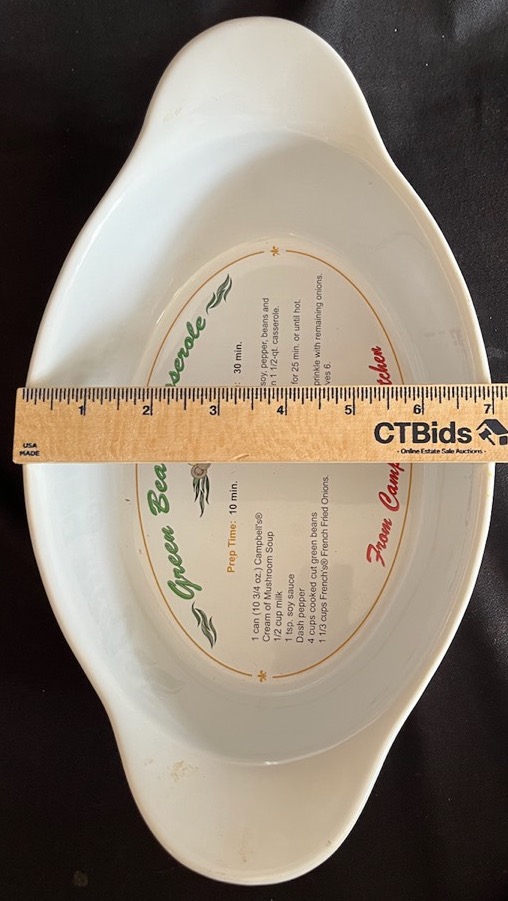 1 2 3 4 5 6 7
USA
MADE
CTBids
- Online Estate Sale Auctions -
Green Bea
sserole
Prep Time: 10 min.
: 30 min.
1 can (10 3/4 oz.) Campbell's®
Cream of Mushroom Soup
1/2 cup milk
1 tsp. soy sauce
Dash pepper
4 cups cooked cut green beans
1 1/3 cups French's® French Fried Onions.
soy, pepper, beans and
n 1 1/2-qt. casserole.
for 25 min. or until hot.
prinkle with remaining onions.
ves 6.
From Camp
tchen